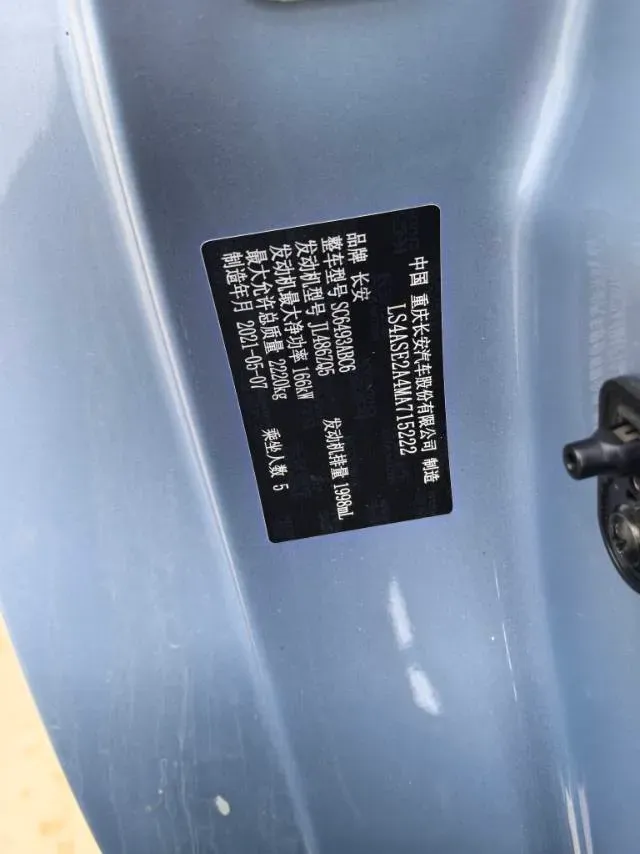 中国 重庆长安汽车股份有限公司 制造
LS4ASE2A4MA715222
品牌 长安
整车型号 SC6493ABC6
发动机型号 JL486ZQ5 发动机排量 1998mL
发动机最大净功率 166kW
最大允许总质量 2220kg 乘坐人数 5
制造年月 2021-05-07